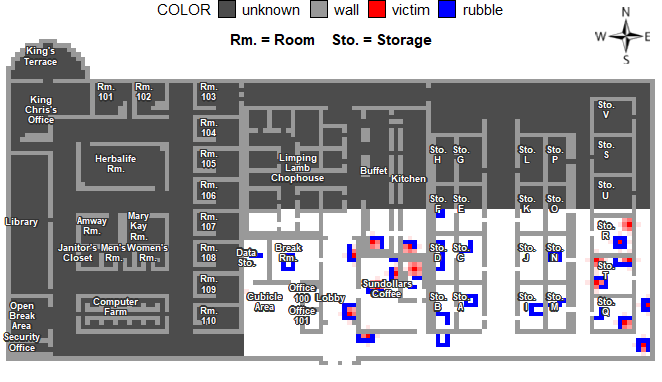 COLOR unknown wall victim rubble
Rm. = Room Sto. = Storage
N
W E
S
King's
Terrace
King
Chris's
Office
Rm.
101
Rm.
102
Rm.
103
Rm.
104
Rm.
105
Rm.
106
Rm.
107
Rm.
108
Rm.
109
Rm.
110
Herbalife
Rm.
Library
Amway
Rm.
Mary
Kay
Rm.
Janitor's
Closet
Men's
Rm.
Women's
Rm.
Computer
Farm
Open
Break
Area
Security
Office
Limping
Lamb
Chophouse
Buffet
Kitchen
Data
Sto.
Break
Rm.
Cubicle
Area
Office
100
Office
101
Lobby
Sundollars
Coffee
Sto.
H
Sto.
G
Sto.
F
Sto.
E
Sto.
D
Sto.
C
Sto.
B
Sto.
A
Sto.
L
Sto.
P
Sto.
K
Sto.
O
Sto.
J
Sto.
N
Sto.
I
Sto.
M
Sto.
V
Sto.
S
Sto.
U
Sto.
R
Sto.
T
Sto.
Q